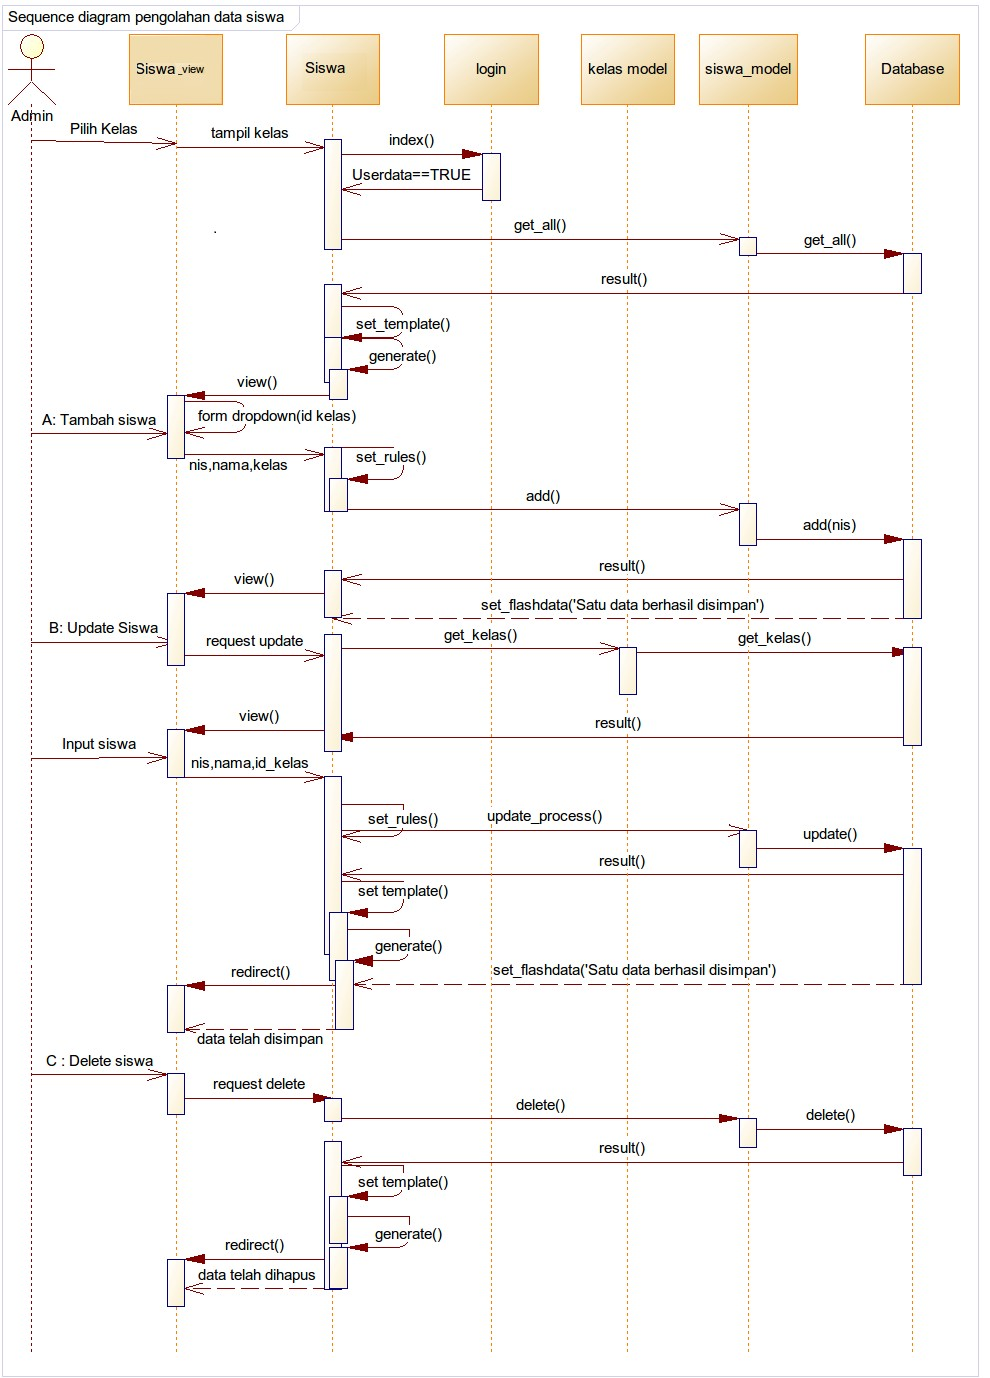 Sequence diagram pengolahan data siswa
Siswa_view
Siswa
login
kelas model
siswa_model
Database
Admin
Pilih Kelas
tampil kelas
index()
Userdata==TRUE
get_all()
get_all()
result()
set_template()
generate()
view()
form dropdown(id kelas)
A: Tambah siswa
nis,nama,kelas
set_rules()
add()
add(nis)
result()
view()
set_flashdata('Satu data berhasil disimpan')
B: Update Siswa
request update
get_kelas()
get_kelas()
view()
result()
Input siswa
nis,nama,id_kelas
set_rules()
update_process()
update()
result()
set template()
generate()
redirect()
set_flashdata('Satu data berhasil disimpan')
data telah disimpan
C : Delete siswa
request delete
delete()
delete()
result()
set template()
generate()
redirect()
data telah dihapus